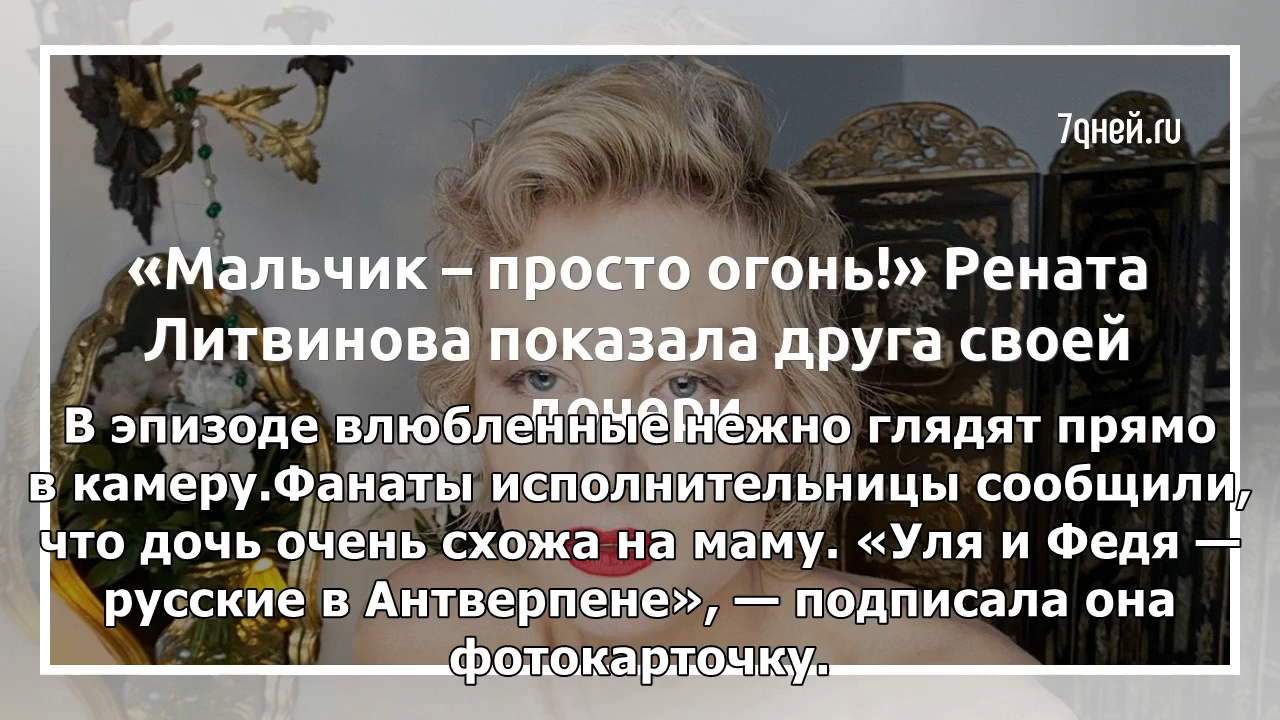 7дней.ru
«Мальчик – просто огонь!» Рената
Литвинова показала друга своей
дочери
В эпизоде влюбленные нежно глядят прямо
в камеру.Фанаты исполнительницы сообщили,
что дочь очень схожа на маму. «Уля и Федя —
русские в Антверпене», — подписала она
фотокарточку.